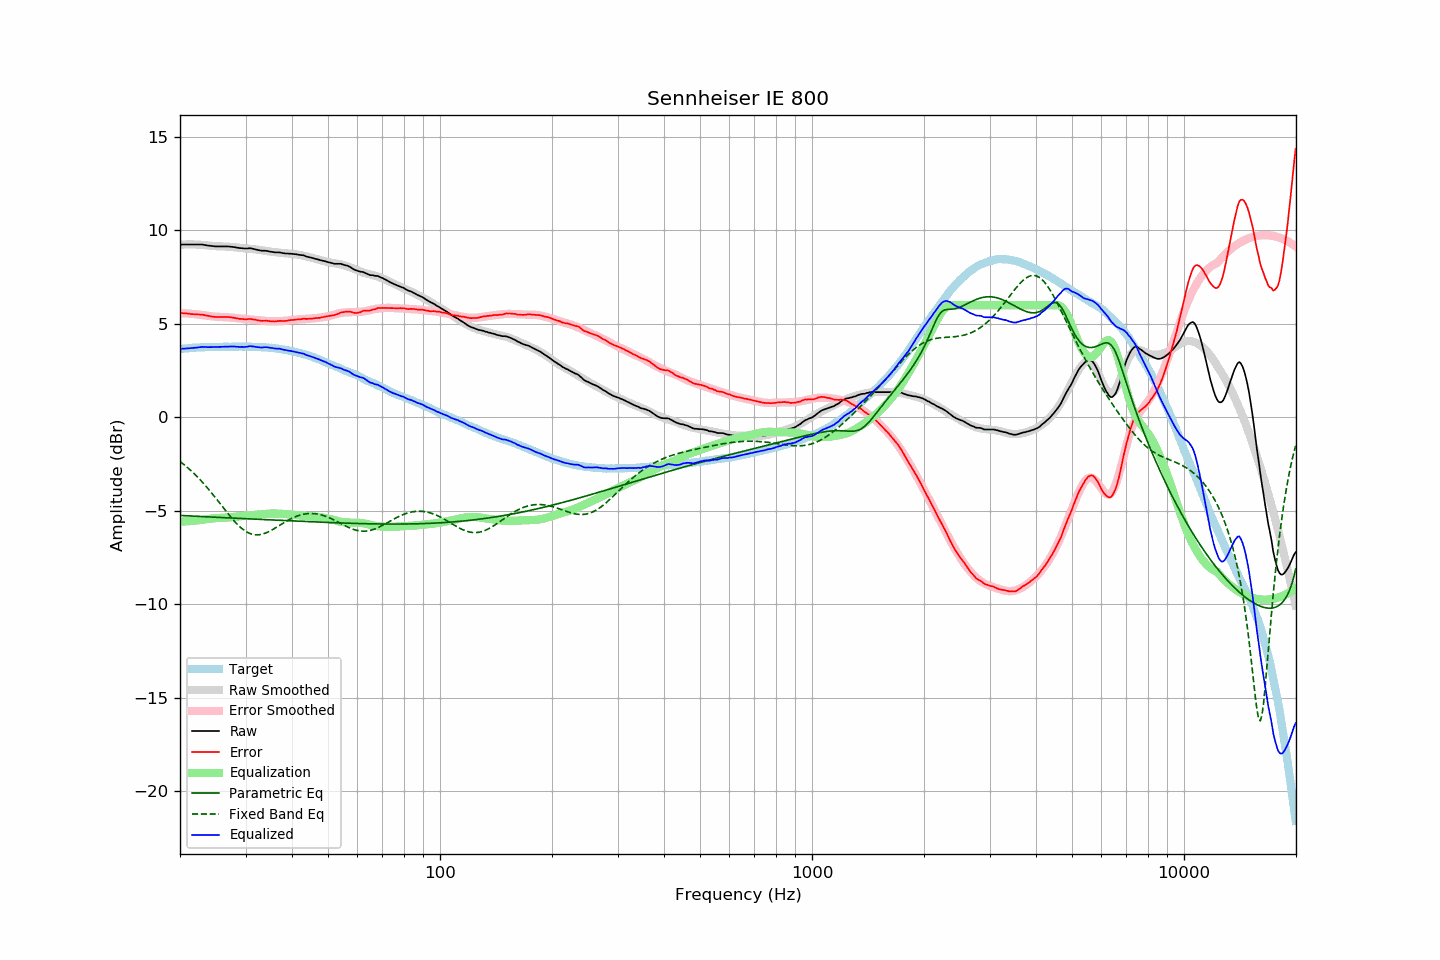 Sennheiser IE 800
15
10
5
0
−5
−10
−15
−20
Amplitude (dBr)
Target
Raw Smoothed
Error Smoothed
Raw
Error
Equalization
Parametric Eq
Fixed Band Eq
Equalized
100
1000
10000
Frequency (Hz)